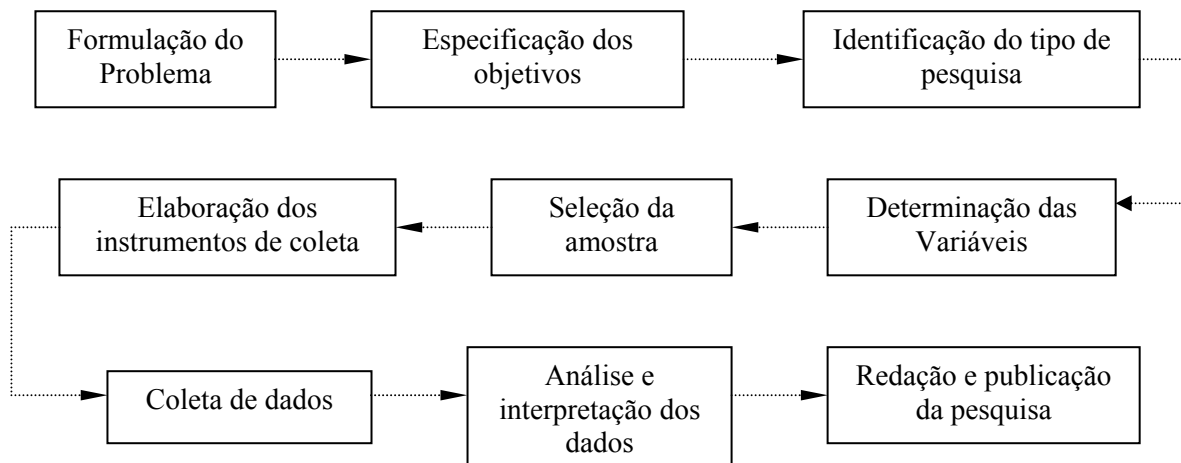 Formulação do
Problema
Especificação dos
objetivos
Identificação do tipo de
pesquisa
Determinação das
Variáveis
Seleção da
amostra
Elaboração dos
instrumentos de coleta
Coleta de dados
Análise e
interpretação dos
dados
Redação e publicação
da pesquisa